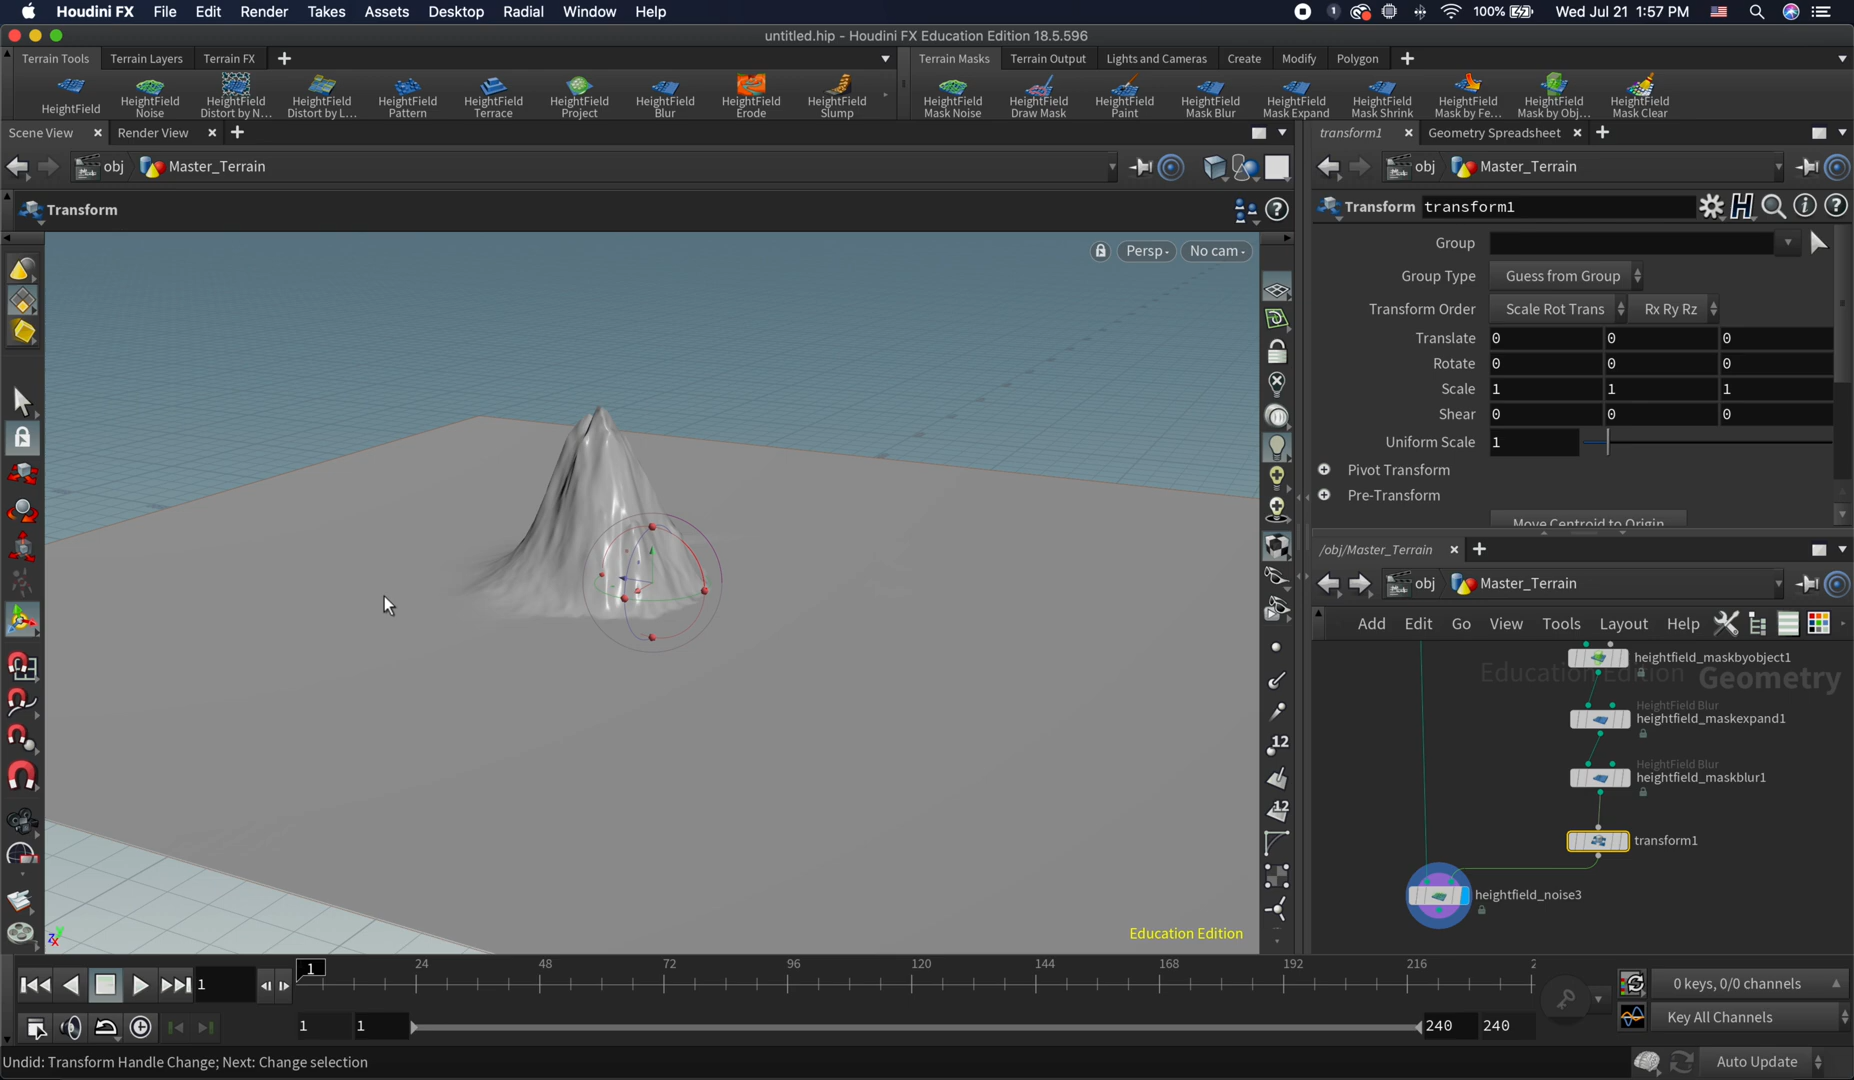 Houdini FX File Edit Render Takes Assets Desktop Radial Window Help
1 100% Wed Jul 21 1:57 PM
untitled.hip - Houdini FX Education Edition 18.5.596
Terrain Tools Terrain Layers Terrain FX
Terrain Masks Terrain Output Lights and Cameras Create Modify Polygon
HeightField
HeightField Noise
HeightField Distort by N...
HeightField Distort by L...
HeightField Pattern
HeightField Terrace
HeightField Project
HeightField Blur
HeightField Erode
HeightField Slump
HeightField Mask Noise
HeightField Draw Mask
HeightField Paint
HeightField Mask Blur
HeightField Mask Expand
HeightField Mask Shrink
HeightField Mask by Fe...
HeightField Mask by Obj...
HeightField Mask Clear
Scene View Render View
transform1 Geometry Spreadsheet
obj Master_Terrain
obj Master_Terrain
Transform
Transform transform1
Persp No cam
Group
Group Type Guess from Group
Transform Order Scale Rot Trans Rx Ry Rz
Translate 0 0 0
Rotate 0 0 0
Scale 1 1 1
Shear 0 0 0
Uniform Scale 1
Pivot Transform
Pre-Transform
Move Centroid to Origin
/obj/Master_Terrain
obj Master_Terrain
Add Edit Go View Tools Layout Help
Education Edition Geometry
heightfield_maskbyobject1
HeightField Blur
heightfield_maskexpand1
HeightField Blur
heightfield_maskblur1
transform1
heightfield_noise3
12
12
z y x
Education Edition
1
1 24 48 72 96 120 144 168 192 216 2
0 keys, 0/0 channels
1 1 240 240
Key All Channels
Undid: Transform Handle Change; Next: Change selection
Auto Update